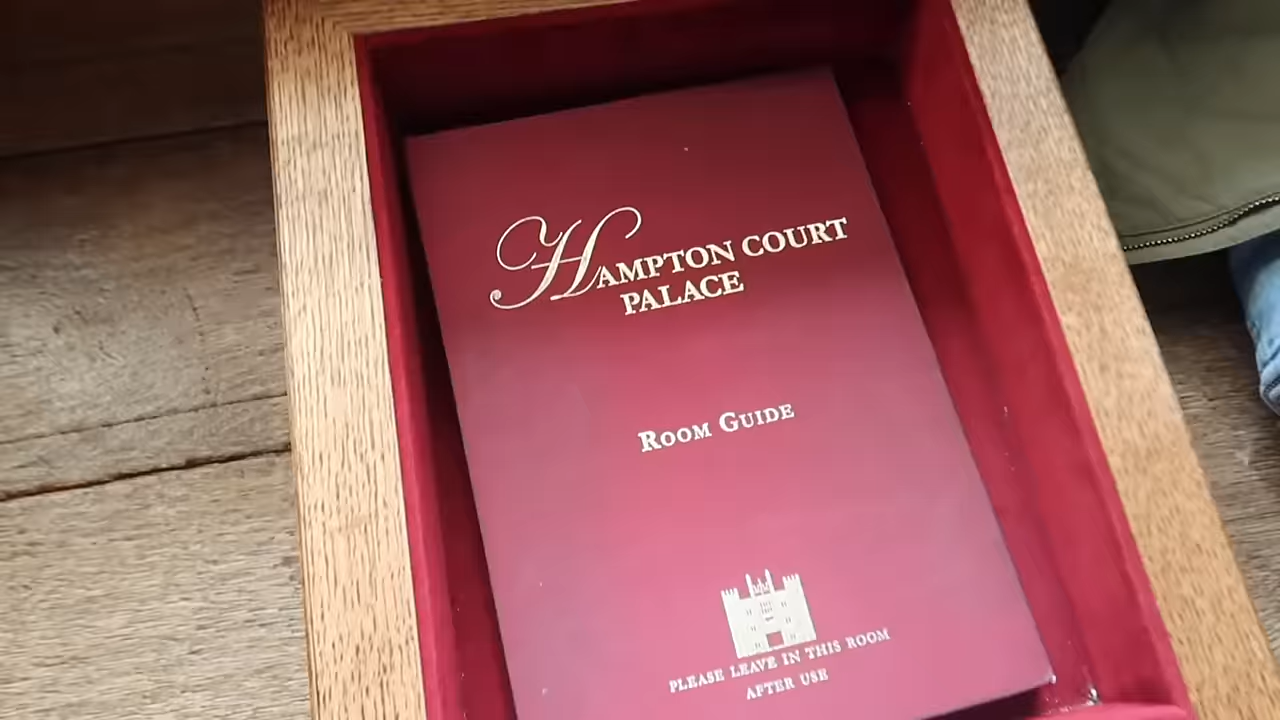 HAMPTON COURT
PALACE
ROOM GUIDE
PLEASE LEAVE IN THIS ROOM
AFTER USE